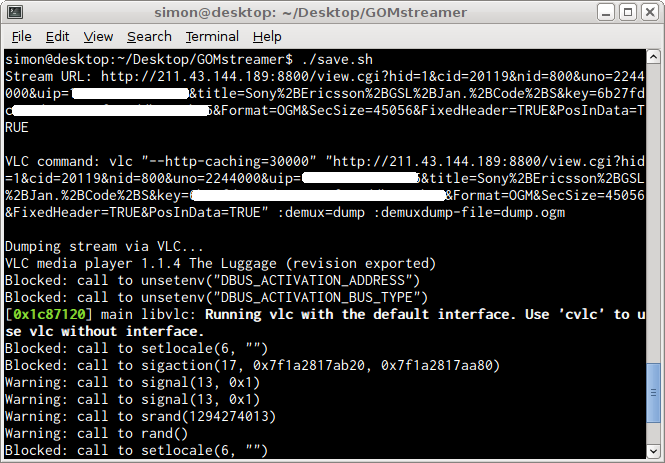 simon@desktop: ~/Desktop/GOMstreamer
File Edit View Search Terminal Help
simon@desktop:~/Desktop/GOMstreamer$ ./save.sh
Stream URL: http://211.43.144.189:8800/view.cgi?hid=1&cid=20119&nid=800&uno=2244
000&uip=1 &title=Sony%2BEricsson%2BGSL%2BJan.%2BCode%2BS&key=6b27fd
&Format=OGM&SecSize=45056&FixedHeader=TRUE&PosInData=T
RUE
VLC command: vlc "--http-caching=30000" "http://211.43.144.189:8800/view.cgi?hid
=1&cid=20119&nid=800&uno=2244000&uip= &title=Sony%2BEricsson%2BGSL
%2BJan.%2BCode%2BS&key= &Format=OGM&SecSize=45056
&FixedHeader=TRUE&PosInData=TRUE" :demux=dump :demuxdump-file=dump.ogm
Dumping stream via VLC...
VLC media player 1.1.4 The Luggage (revision exported)
Blocked: call to unsetenv("DBUS_ACTIVATION_ADDRESS")
Blocked: call to unsetenv("DBUS_ACTIVATION_BUS_TYPE")
[0x1c87120] main libvlc: Running vlc with the default interface. Use 'cvlc' to u
se vlc without interface.
Blocked: call to setlocale(6, "")
Blocked: call to sigaction(17, 0x7f1a2817ab20, 0x7f1a2817aa80)
Warning: call to signal(13, 0x1)
Warning: call to signal(13, 0x1)
Warning: call to srand(1294274013)
Warning: call to rand()
Blocked: call to setlocale(6, "")